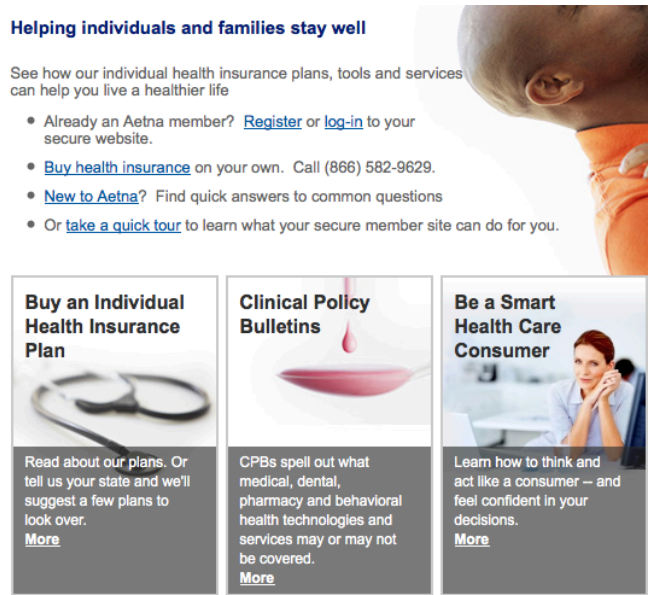 Helping individuals and families stay well
See how our individual health insurance plans, tools and services
can help you live a healthier life
• Already an Aetna member?  Register or log-in to your
secure website.
• Buy health insurance on your own.  Call (866) 582-9629.
• New to Aetna?  Find quick answers to common questions
• Or take a quick tour to learn what your secure member site can do for you.
Buy an Individual
Health Insurance
Plan
Read about our plans. Or
tell us your state and we'll
suggest a few plans to
look over.
More
Clinical Policy
Bulletins
CPBs spell out what
medical, dental,
pharmacy and behavioral
health technologies and
services may or may not
be covered.
More
Be a Smart
Health Care
Consumer
Learn how to think and
act like a consumer -- and
feel confident in your
decisions.
More